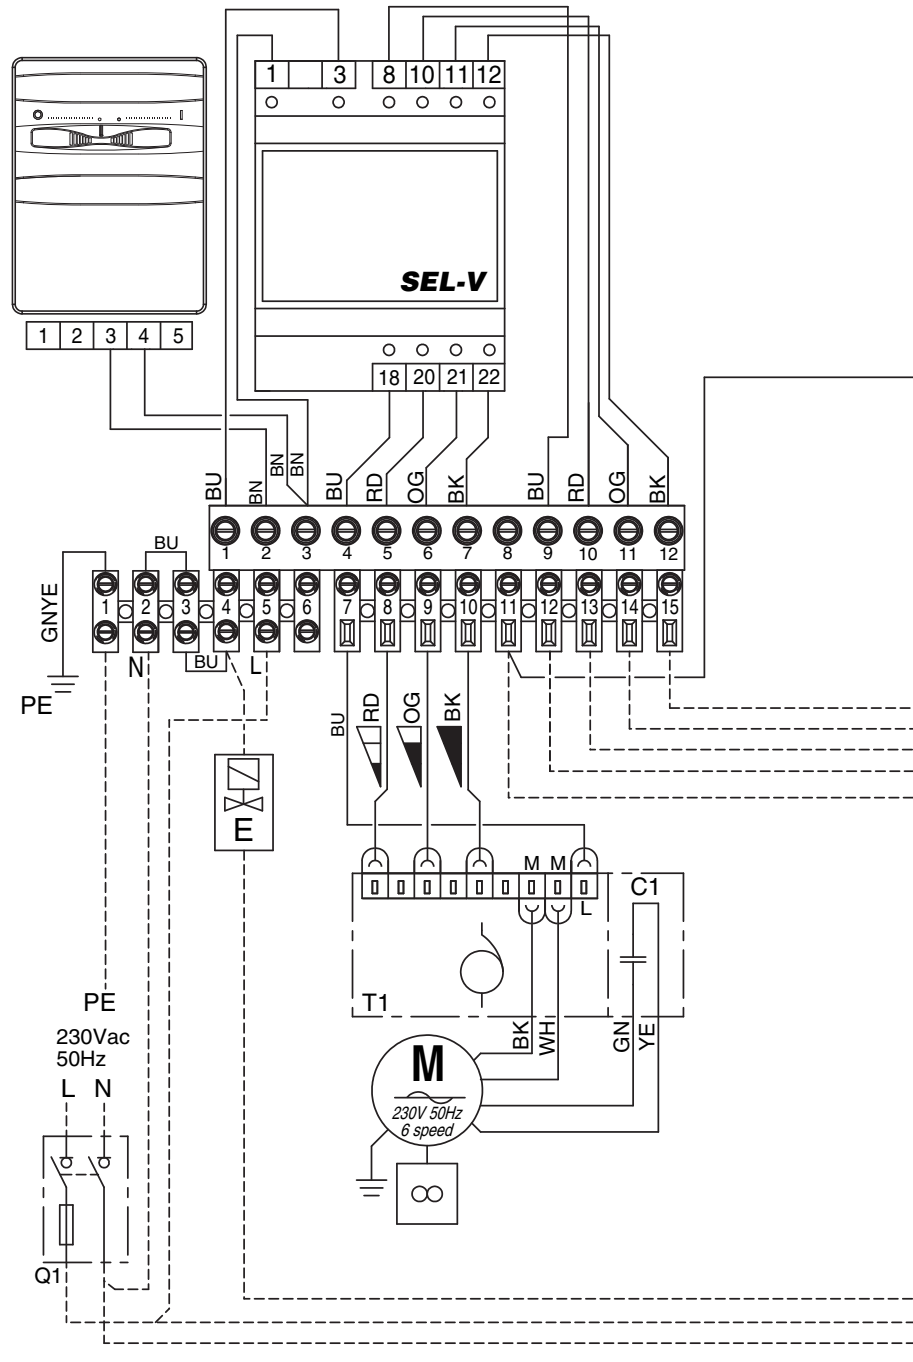 1 3 8 10 11 12
SEL-V
1 2 3 4 5
18 20 21 22
BU BN BN BN BU RD OG BK BU RD OG BK
1 2 3 4 5 6 7 8 9 10 11 12
BU
GNYE
1 2 3 4 5 6 7 8 9 10 11 12 13 14 15
N BU L
PE
BU RD OG BK
E
M M
L
C1
T1
PE
BK WH GN YE
230Vac
50Hz
L N
M
230V 50Hz
6 speed
Q1